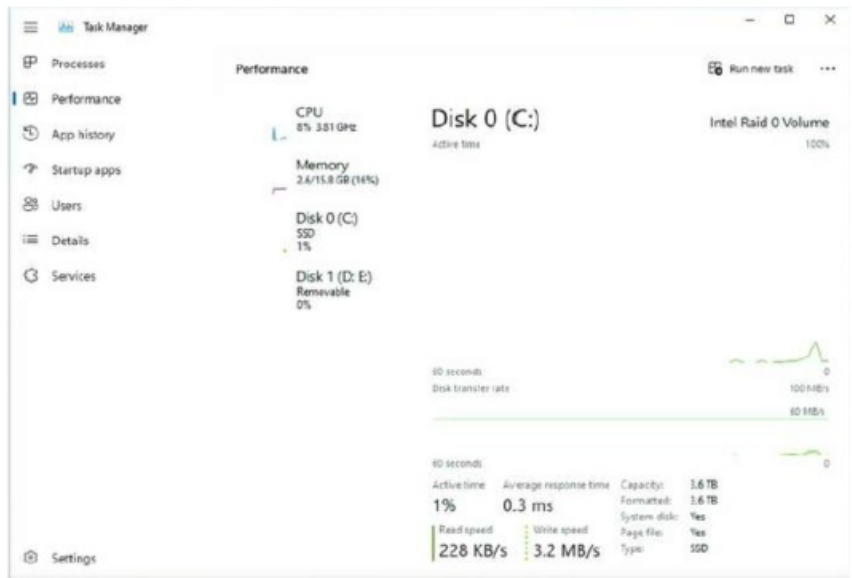 Task Manager
Processes
Performance
App history
Startup apps
Users
Details
Services
Settings
Performance
Run new task
CPU
8% 3.81 GHz
Memory
2.6/15.8 GB (16%)
Disk 0 (C:)
SSD
1%
Disk 1 (D: E:)
Removable
0%
Disk 0 (C:)
Intel Raid 0 Volume
Active time
100%
60 seconds
0
Disk transfer rate
100 MB/s
60 MB/s
60 seconds
0
Active time
1%
Average response time
0.3 ms
Read speed
228 KB/s
Write speed
3.2 MB/s
Capacity: 3.6 TB
Formatted: 3.6 TB
System disk: Yes
Page file: Yes
Type: SSD